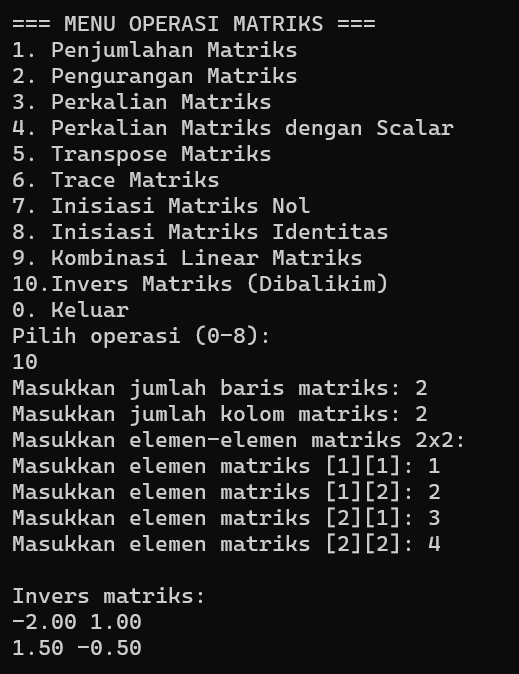 === MENU OPERASI MATRIKS ===
1. Penjumlahan Matriks
2. Pengurangan Matriks
3. Perkalian Matriks
4. Perkalian Matriks dengan Scalar
5. Transpose Matriks
6. Trace Matriks
7. Inisiasi Matriks Nol
8. Inisiasi Matriks Identitas
9. Kombinasi Linear Matriks
10.Invers Matriks (Dibalikim)
0. Keluar
Pilih operasi (0-8):
10
Masukkan jumlah baris matriks: 2
Masukkan jumlah kolom matriks: 2
Masukkan elemen-elemen matriks 2x2:
Masukkan elemen matriks [1][1]: 1
Masukkan elemen matriks [1][2]: 2
Masukkan elemen matriks [2][1]: 3
Masukkan elemen matriks [2][2]: 4
Invers matriks:
-2.00 1.00
1.50 -0.50